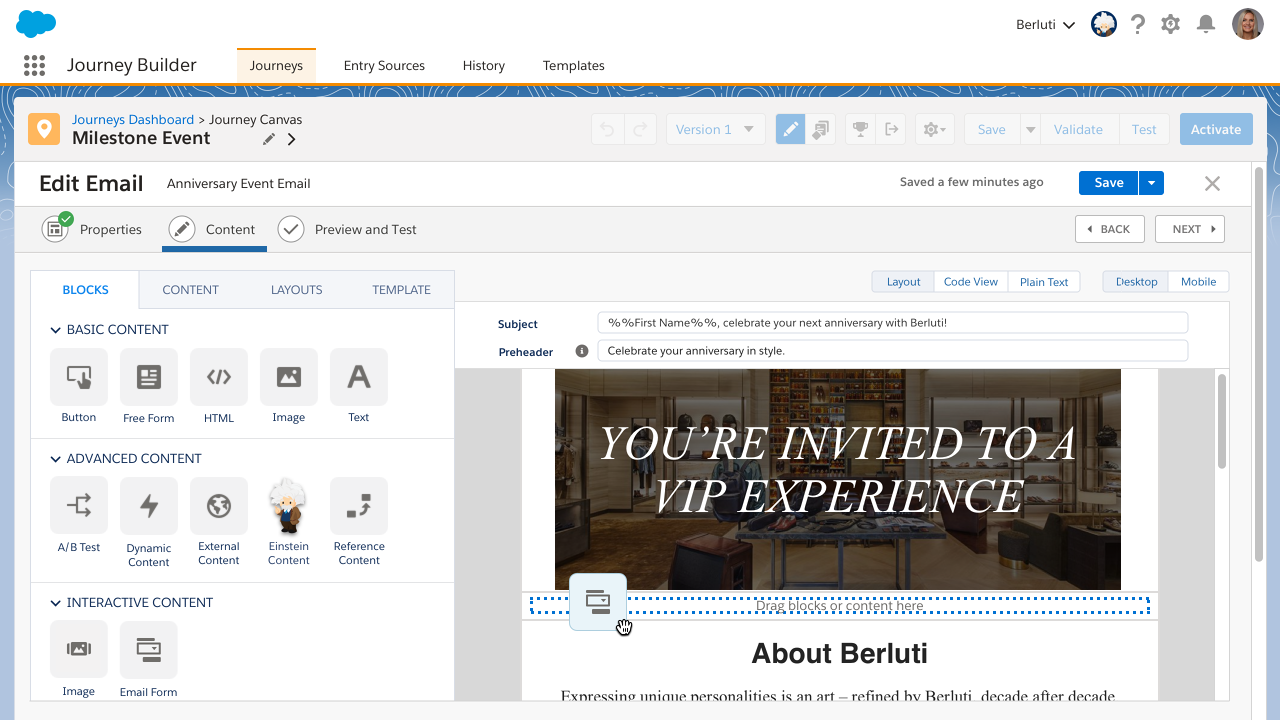 Berluti
Journey Builder
Journeys
Entry Sources
History
Templates
Journeys Dashboard > Journey Canvas
Milestone Event
Version 1
Save
Validate
Test
Activate
Edit Email
Anniversary Event Email
Saved a few minutes ago
Save
Properties
Content
Preview and Test
BACK
NEXT
BLOCKS
CONTENT
LAYOUTS
TEMPLATE
Layout
Code View
Plain Text
Desktop
Mobile
BASIC CONTENT
Button
Free Form
HTML
Image
Text
ADVANCED CONTENT
A/B Test
Dynamic
Content
External
Content
Einstein
Content
Reference
Content
INTERACTIVE CONTENT
Image
Email Form
Subject
%%First Name%%, celebrate your next anniversary with Berluti!
Preheader
Celebrate your anniversary in style.
YOU'RE INVITED TO A
VIP EXPERIENCE
Drag blocks or content here
About Berluti
Expressing unique personalities is an art – refined by Berluti, decade after decade